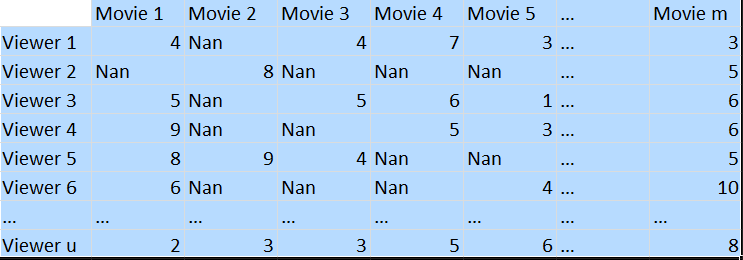 Movie 1 Movie 2 Movie 3 Movie 4 Movie 5 ... Movie m
Viewer 1 4 Nan 4 7 3 ... 3
Viewer 2 Nan 8 Nan Nan Nan ... 5
Viewer 3 5 Nan 5 6 1 ... 6
Viewer 4 9 Nan Nan 5 3 ... 6
Viewer 5 8 9 4 Nan Nan ... 5
Viewer 6 6 Nan Nan Nan 4 ... 10
... ... ... ... ... ... ... ...
Viewer u 2 3 3 5 6 ... 8